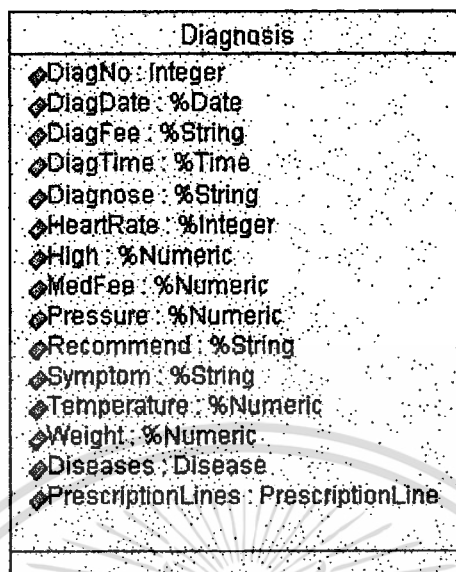 Diagnosis
DiagNo : Integer
DiagDate : %Date
DiagFee : %String
DiagTime : %Time
Diagnose : %String
HeartRate : %Integer
High : %Numeric
MedFee : %Numeric
Pressure : %Numeric
Recommend : %String
Symptom : %String
Temperature : %Numeric
Weight : %Numeric
Diseases : Disease
PrescriptionLines : PrescriptionLine